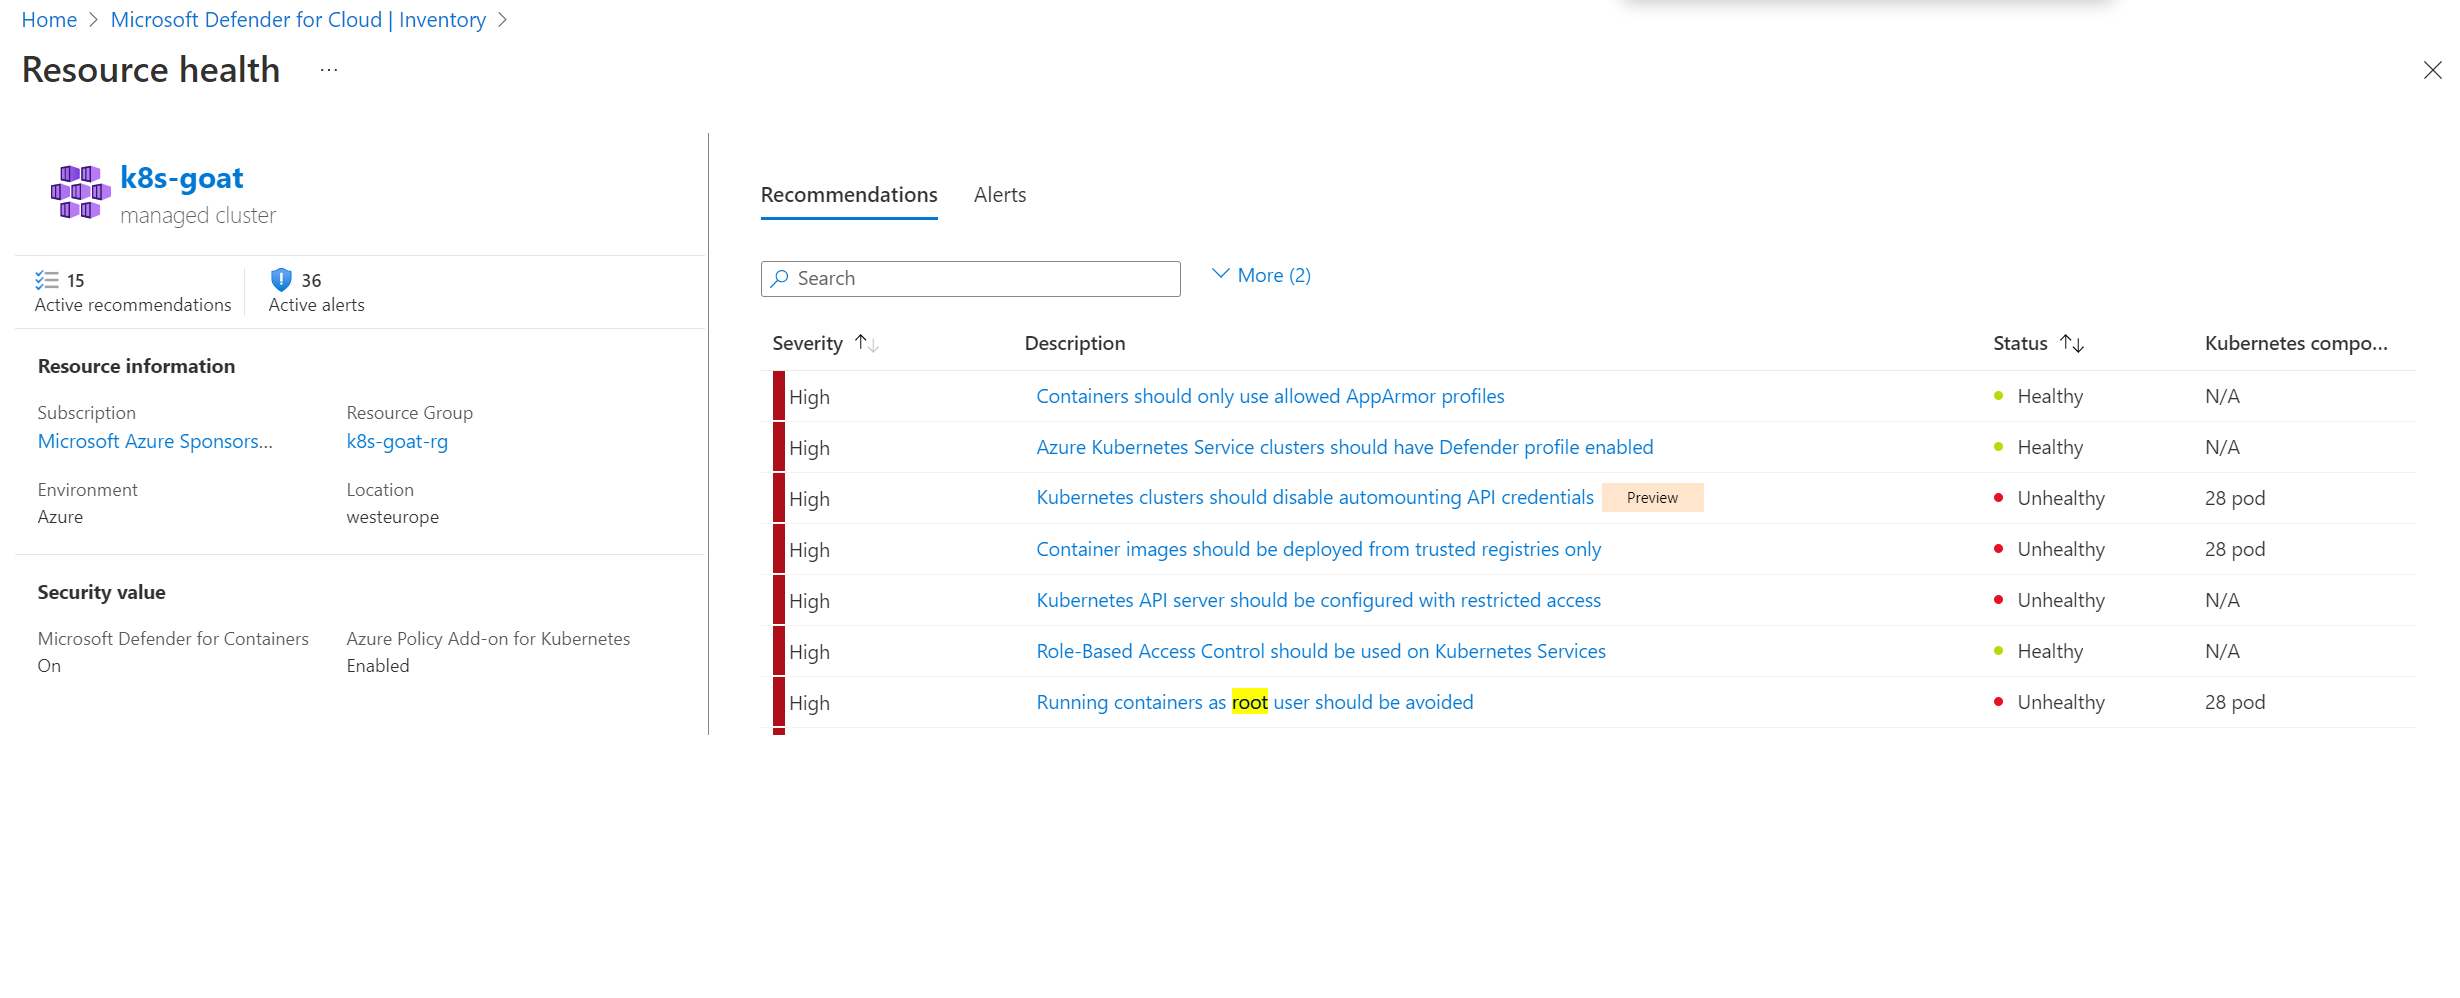 Home > Microsoft Defender for Cloud | Inventory >
Resource health ...
k8s-goat
managed cluster
15
Active recommendations
36
Active alerts
Resource information
Subscription
Microsoft Azure Sponsors...
Resource Group
k8s-goat-rg
Environment
Azure
Location
westeurope
Security value
Microsoft Defender for Containers
On
Azure Policy Add-on for Kubernetes
Enabled
Recommendations Alerts
Search More (2)
Severity Description Status Kubernetes compo...
High Containers should only use allowed AppArmor profiles Healthy N/A
High Azure Kubernetes Service clusters should have Defender profile enabled Healthy N/A
High Kubernetes clusters should disable automounting API credentials Preview Unhealthy 28 pod
High Container images should be deployed from trusted registries only Unhealthy 28 pod
High Kubernetes API server should be configured with restricted access Unhealthy N/A
High Role-Based Access Control should be used on Kubernetes Services Healthy N/A
High Running containers as root user should be avoided Unhealthy 28 pod